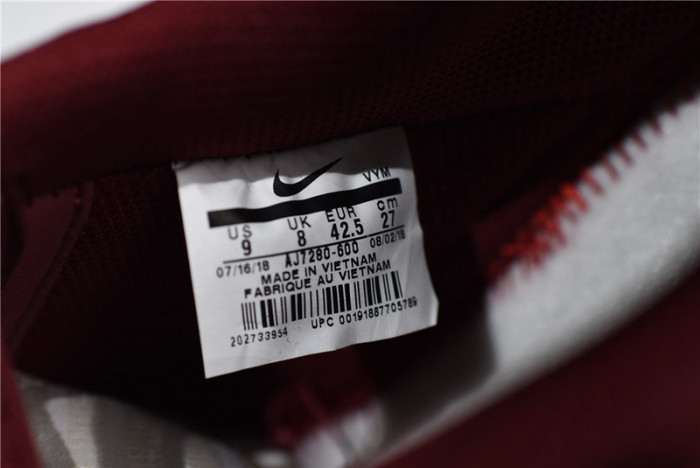 VYM
US UK EUR cm
9 8 42.5 27
07/16/18 AJ7280-600 08/02/18
MADE IN VIETNAM
FABRIQUE AU VIETNAM
202733954 UPC 00191887705789